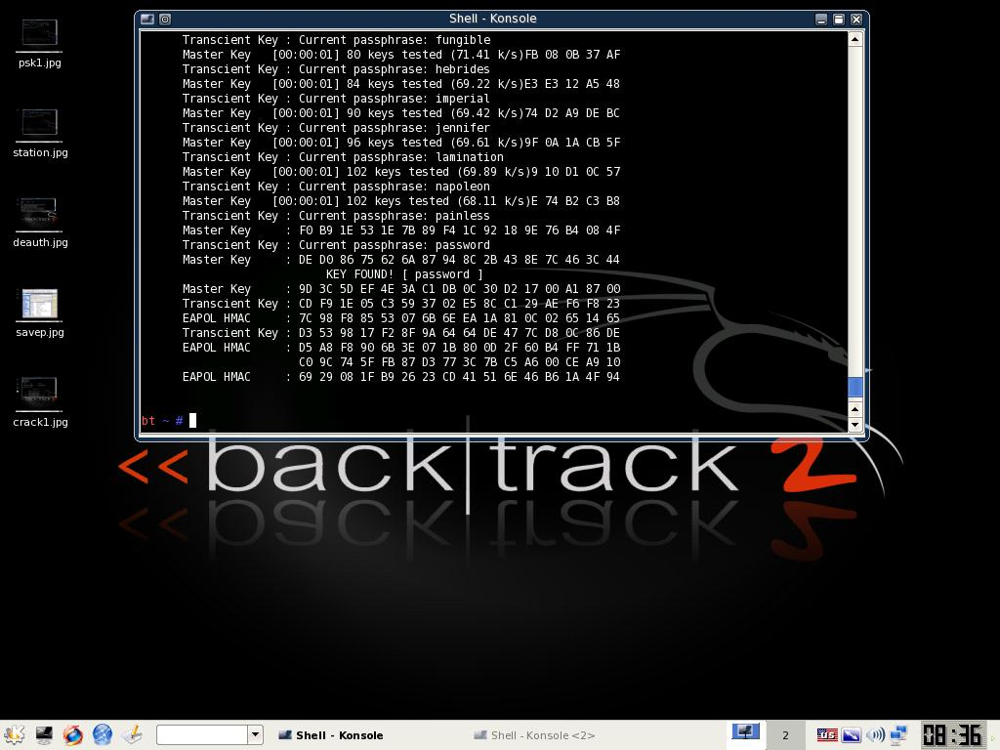 Shell - Konsole
Transcient Key : Current passphrase: fungible
Master Key   [00:00:01] 80 keys tested (71.41 k/s)FB 08 0B 37 AF
Transcient Key : Current passphrase: hebrides
Master Key   [00:00:01] 84 keys tested (69.22 k/s)E3 E3 12 A5 48
Transcient Key : Current passphrase: imperial
Master Key   [00:00:01] 90 keys tested (69.42 k/s)74 D2 A9 DE BC
Transcient Key : Current passphrase: jennifer
Master Key   [00:00:01] 96 keys tested (69.61 k/s)9F 0A 1A CB 5F
Transcient Key : Current passphrase: lamination
Master Key   [00:00:01] 102 keys tested (69.89 k/s)9 10 D1 0C 57
Transcient Key : Current passphrase: napoleon
Master Key   [00:00:01] 102 keys tested (68.11 k/s)E 74 B2 C3 B8
Transcient Key : Current passphrase: painless
Master Key     : F0 B9 1E 53 1E 7B 89 F4 1C 92 18 9E 76 B4 08 4F
Transcient Key : Current passphrase: password
Master Key     : DE D0 86 75 62 6A 87 94 8C 2B 43 8E 7C 46 3C 44
KEY FOUND! [ password ]
Master Key     : 9D 3C 5D EF 4E 3A C1 DB 0C 30 D2 17 00 A1 87 00
Transcient Key : CD F9 1E 05 C3 59 37 02 E5 8C C1 29 AE F6 F8 23
EAPOL HMAC     : 7C 98 F8 85 53 07 6B 6E EA 1A 81 0C 02 65 14 65
Transcient Key : D3 53 98 17 F2 8F 9A 64 64 DE 47 7C D8 0C 86 DE
EAPOL HMAC     : D5 A8 F8 90 6B 3E 07 1B 80 0D 2F 60 B4 FF 71 1B
C0 9C 74 5F FB 87 D3 77 3C 7B C5 A6 00 CE A9 10
EAPOL HMAC     : 69 29 08 1F B9 26 23 CD 41 51 6E 46 B6 1A 4F 94
bt ~ #
psk1.jpg
station.jpg
deauth.jpg
savep.jpg
crack1.jpg
<<back|track 2
Shell - Konsole
Shell - Konsole <2>
2
US
08:36